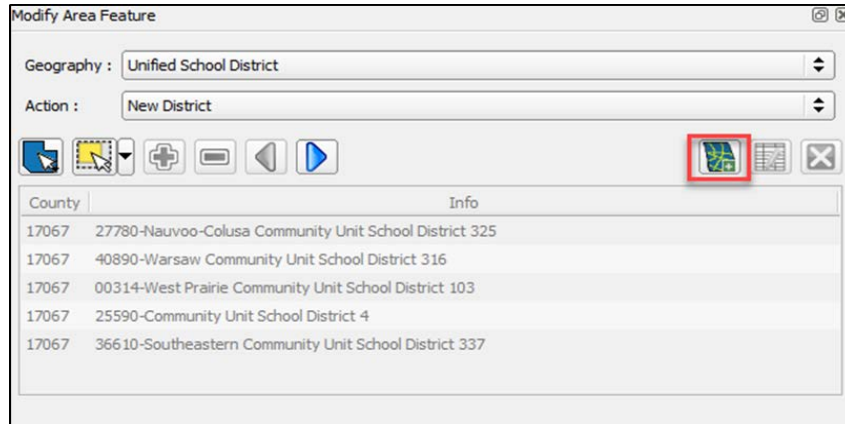 Modify Area Feature
Geography : Unified School District
Action : New District
County Info
17067 27780-Nauvoo-Colusa Community Unit School District 325
17067 40890-Warsaw Community Unit School District 316
17067 00314-West Prairie Community Unit School District 103
17067 25590-Community Unit School District 4
17067 36610-Southeastern Community Unit School District 337